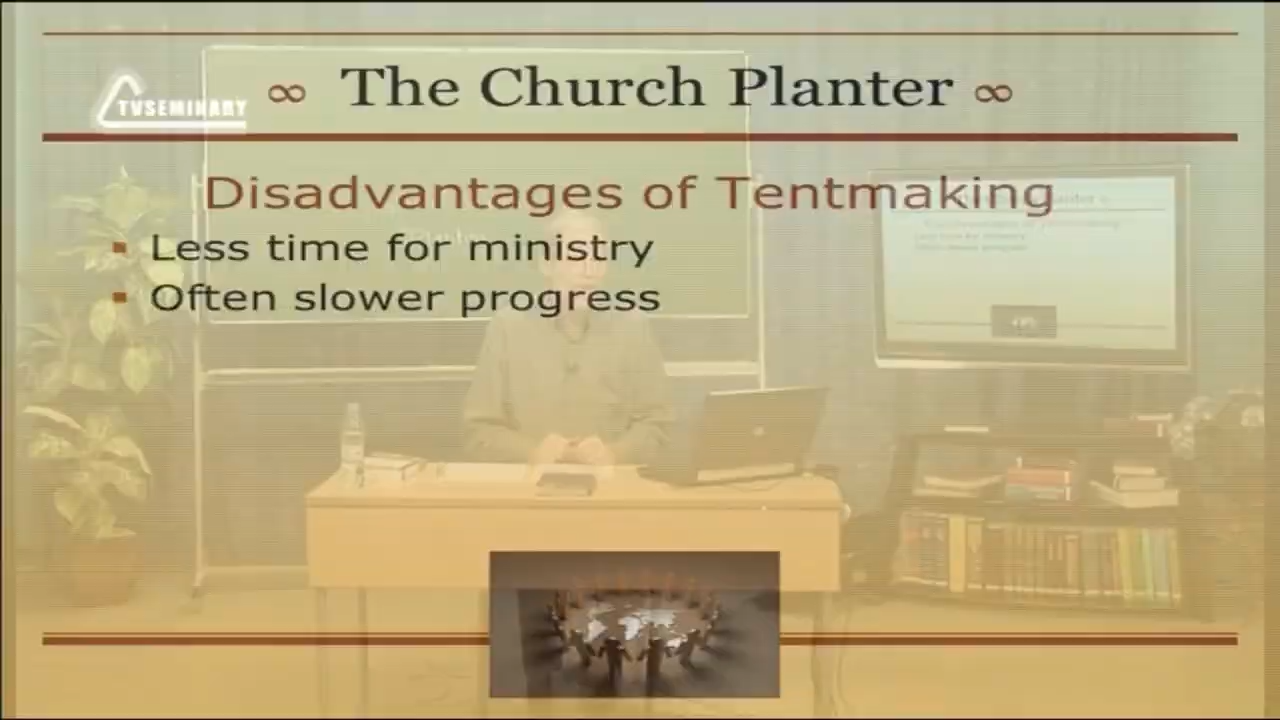 TVSEMINARY
∞ The Church Planter ∞
Disadvantages of Tentmaking
▪ Less time for ministry
▪ Often slower progress